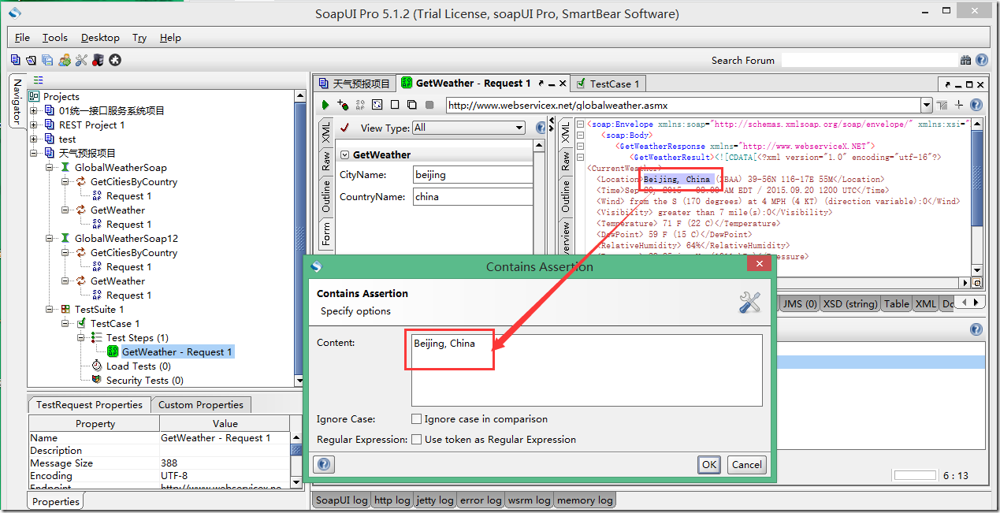 SoapUI Pro 5.1.2 (Trial License, soapUI Pro, SmartBear Software)
File Tools Desktop Try Help
Search Forum
Navigator
Projects
01统一接口服务系统项目
REST Project 1
test
天气预报项目
GlobalWeatherSoap
GetCitiesByCountry
Request 1
GetWeather
Request 1
GlobalWeatherSoap12
GetCitiesByCountry
Request 1
GetWeather
Request 1
TestSuite 1
TestCase 1
Test Steps (1)
GetWeather - Request 1
Load Tests (0)
Security Tests (0)
TestRequest Properties Custom Properties
Property Value
Name GetWeather - Request 1
Description
Message Size 388
Encoding UTF-8
Endpoint http://www.webservicex.ne
Properties
天气预报项目 GetWeather - Request 1 TestCase 1
http://www.webservicex.net/globalweather.asmx
XML
Raw
Outline
Form
View Type: All
GetWeather
CityName: beijing
CountryName: china
XML
Raw
Outline
verview
<soap:Envelope xmlns:soap="http://schemas.xmlsoap.org/soap/envelope/" xmlns:xsi="
<soap:Body>
<GetWeatherResponse xmlns="http://www.webserviceX.NET">
<GetWeatherResult><![CDATA[<?xml version="1.0" encoding="utf-16"?>
<CurrentWeather>
<Location>Beijing, China (ZBAA) 39-56N 116-17E 55M</Location>
<Time>Sep 20, 2015 - 08:00 AM EDT / 2015.09.20 1200 UTC</Time>
<Wind> from the S (170 degrees) at 4 MPH (4 KT) (direction variable):0</Wind>
<Visibility> greater than 7 mile(s):0</Visibility>
<Temperature> 71 F (22 C)</Temperature>
<DewPoint> 59 F (15 C)</DewPoint>
<RelativeHumidity> 64%</RelativeHumidity>
</Pressure>
JMS (0) XSD (string) Table XML Do
Contains Assertion
Contains Assertion
Specify options
Content: Beijing, China
Ignore Case: Ignore case in comparison
Regular Expression: Use token as Regular Expression
OK Cancel
6 : 13
SoapUI log http log jetty log error log wsrm log memory log